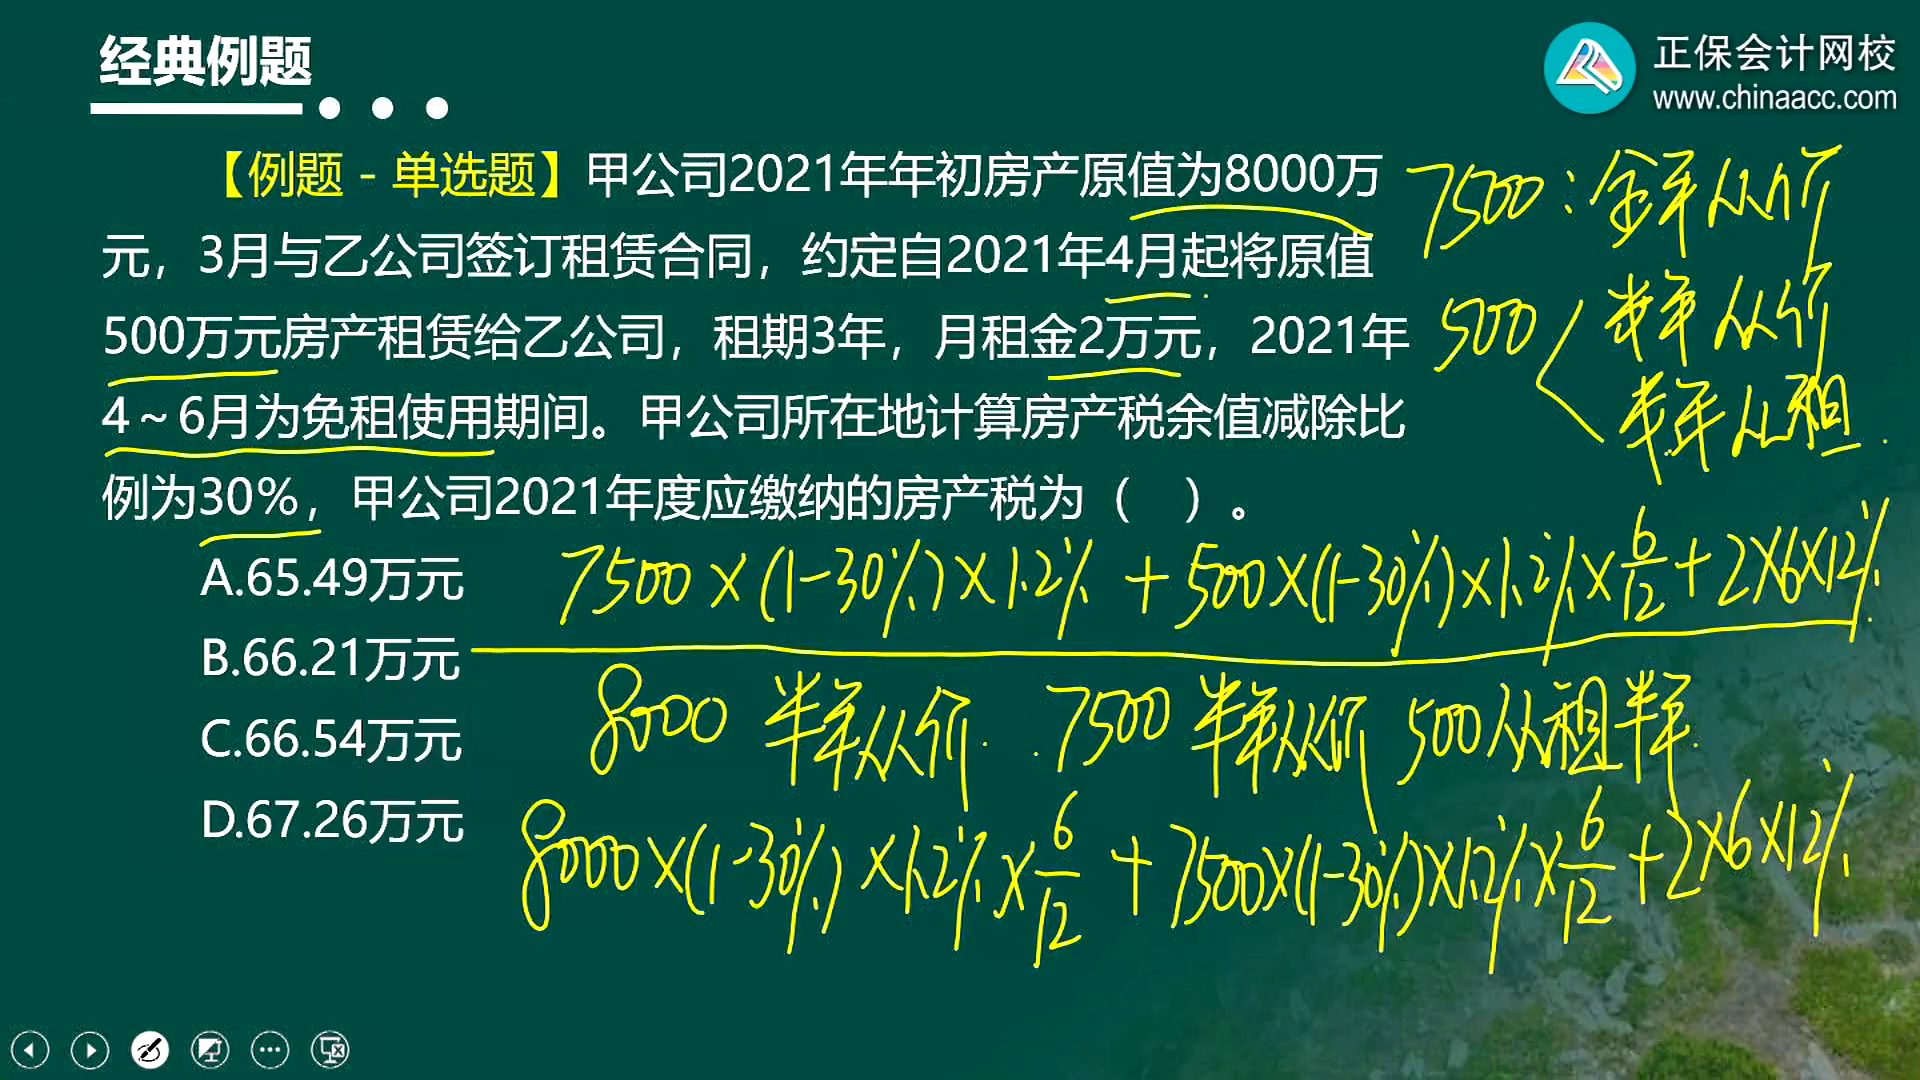 经典例题
正保会计网校
www.chinaacc.com
【例题－单选题】甲公司2021年年初房产原值为8000万
元，3月与乙公司签订租赁合同，约定自2021年4月起将原值
500万元房产租赁给乙公司，租期3年，月租金2万元，2021年
4～6月为免租使用期间。甲公司所在地计算房产税余值减除比
例为30%，甲公司2021年度应缴纳的房产税为（　）。
A.65.49万元
B.66.21万元
C.66.54万元
D.67.26万元
7500：全年从价
500 半年从价
半年从租
7500×(1-30%)×1.2%+500×(1-30%)×1.2%×6/12+2×6×12%
8000 半年从价 7500 半年从价 500从租半年
8000×(1-30%)×1.2%×6/12+7500×(1-30%)×1.2%×6/12+2×6×12%